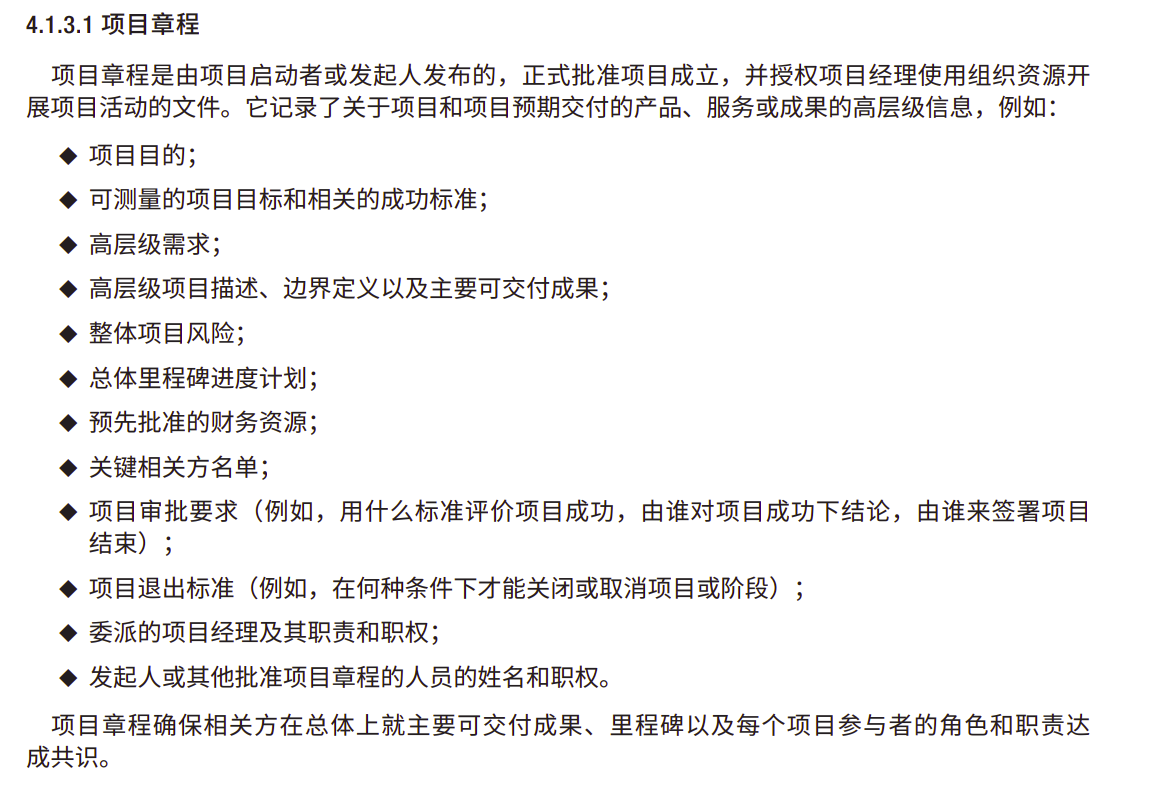 4.1.3.1 项目章程
项目章程是由项目启动者或发起人发布的，正式批准项目成立，并授权项目经理使用组织资源开
展项目活动的文件。它记录了关于项目和项目预期交付的产品、服务或成果的高层级信息，例如：
◆ 项目目的；
◆ 可测量的项目目标和相关的成功标准；
◆ 高层级需求；
◆ 高层级项目描述、边界定义以及主要可交付成果；
◆ 整体项目风险；
◆ 总体里程碑进度计划；
◆ 预先批准的财务资源；
◆ 关键相关方名单；
◆ 项目审批要求（例如，用什么标准评价项目成功，由谁对项目成功下结论，由谁来签署项目
结束）；
◆ 项目退出标准（例如，在何种条件下才能关闭或取消项目或阶段）；
◆ 委派的项目经理及其职责和职权；
◆ 发起人或其他批准项目章程的人员的姓名和职权。
项目章程确保相关方在总体上就主要可交付成果、里程碑以及每个项目参与者的角色和职责达
成共识。